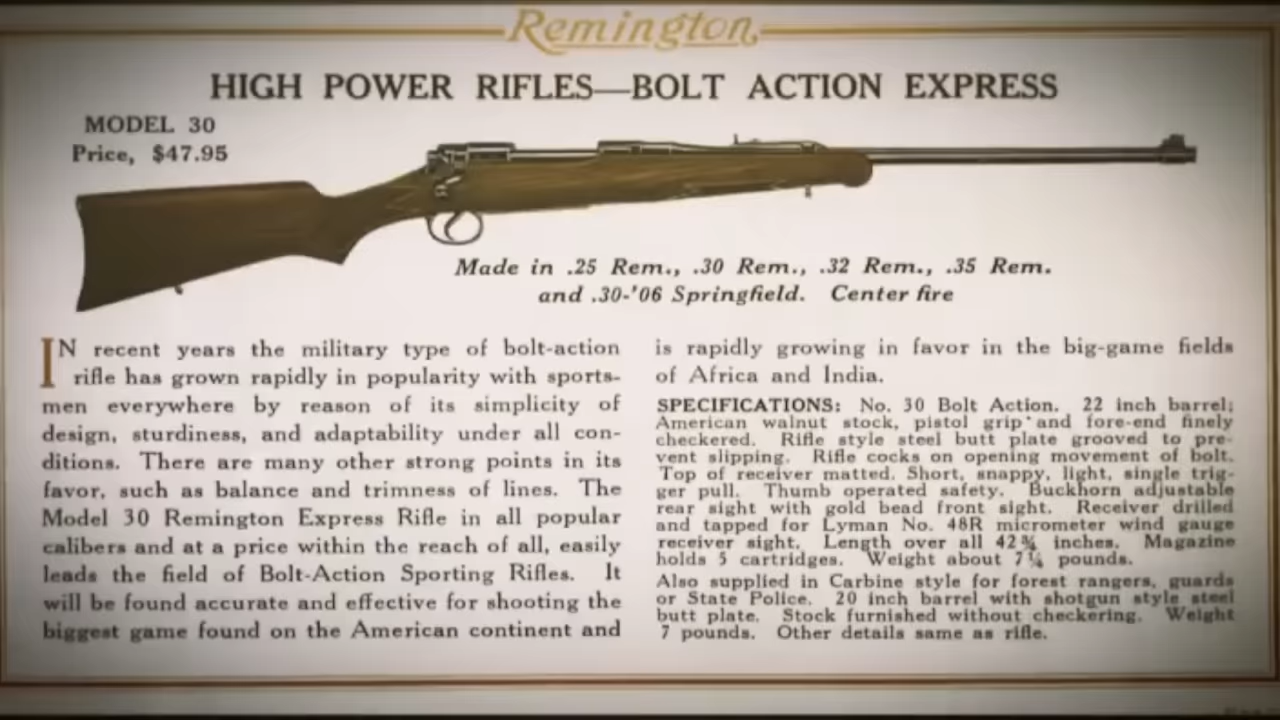 Remington
HIGH POWER RIFLES—BOLT ACTION EXPRESS
MODEL 30
Price, $47.95
Made in .25 Rem., .30 Rem., .32 Rem., .35 Rem.
and .30-'06 Springfield. Center fire
IN recent years the military type of bolt-action
rifle has grown rapidly in popularity with sports-
men everywhere by reason of its simplicity of
design, sturdiness, and adaptability under all con-
ditions. There are many other strong points in its
favor, such as balance and trimness of lines. The
Model 30 Remington Express Rifle in all popular
calibers and at a price within the reach of all, easily
leads the field of Bolt-Action Sporting Rifles. It
will be found accurate and effective for shooting the
biggest game found on the American continent and
is rapidly growing in favor in the big-game fields
of Africa and India.
SPECIFICATIONS: No. 30 Bolt Action. 22 inch barrel;
American walnut stock, pistol grip and fore-end finely
checkered. Rifle style steel butt plate grooved to pre-
vent slipping. Rifle cocks on opening movement of bolt.
Top of receiver matted. Short, snappy, light, single trig-
ger pull. Thumb operated safety. Buckhorn adjustable
rear sight with gold bead front sight. Receiver drilled
and tapped for Lyman No. 48R micrometer wind gauge
receiver sight. Length over all 42¾ inches. Magazine
holds 5 cartridges. Weight about 7¼ pounds.
Also supplied in Carbine style for forest rangers, guards
or State Police. 20 inch barrel with shotgun style steel
butt plate. Stock furnished without checkering. Weight
7 pounds. Other details same as rifle.